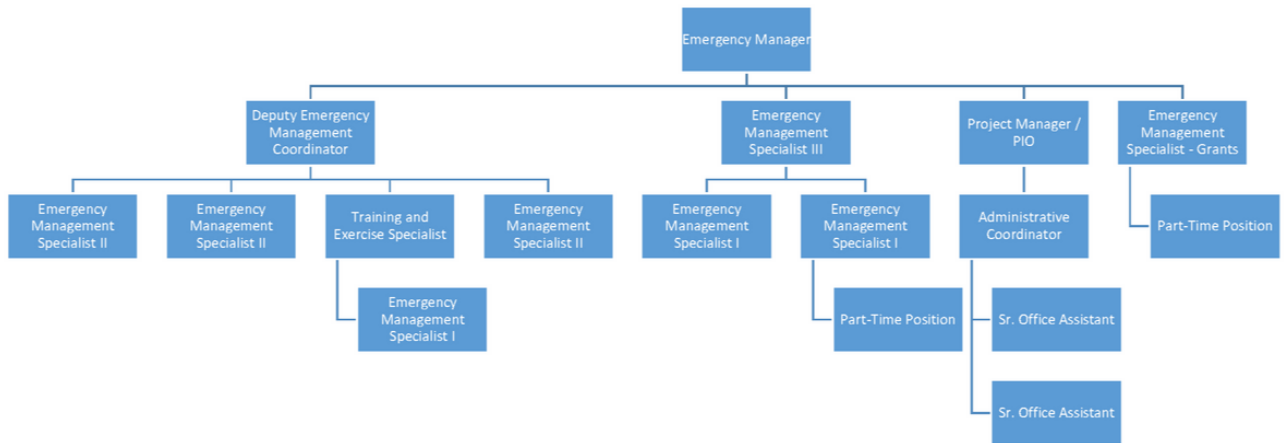 Emergency Manager
Deputy Emergency
Management
Coordinator
Emergency
Management
Specialist III
Project Manager /
PIO
Emergency
Management
Specialist - Grants
Emergency
Management
Specialist II
Emergency
Management
Specialist II
Training and
Exercise Specialist
Emergency
Management
Specialist II
Emergency
Management
Specialist I
Emergency
Management
Specialist I
Administrative
Coordinator
Part-Time Position
Emergency
Management
Specialist I
Part-Time Position
Sr. Office Assistant
Sr. Office Assistant